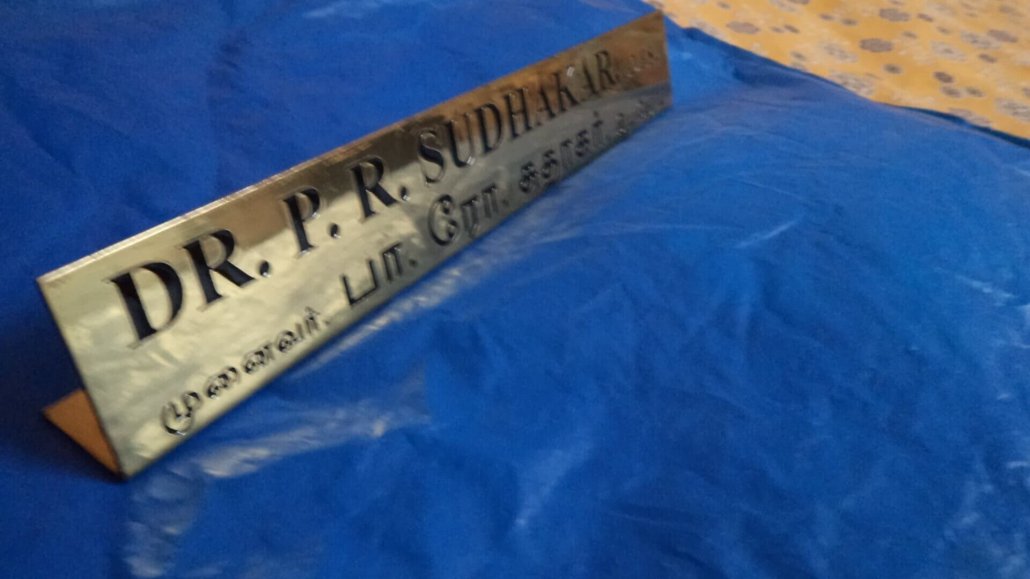 DR. P. R. SUDHAKAR,
முனைவர். பா. ரோ. சுதாகர்,